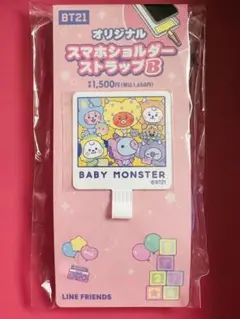 BT21
オリジナル
スマホショルダー
ストラップB
1,500円(税込1,650円)
BABY MONSTER
©BT21
LINE FRIENDS